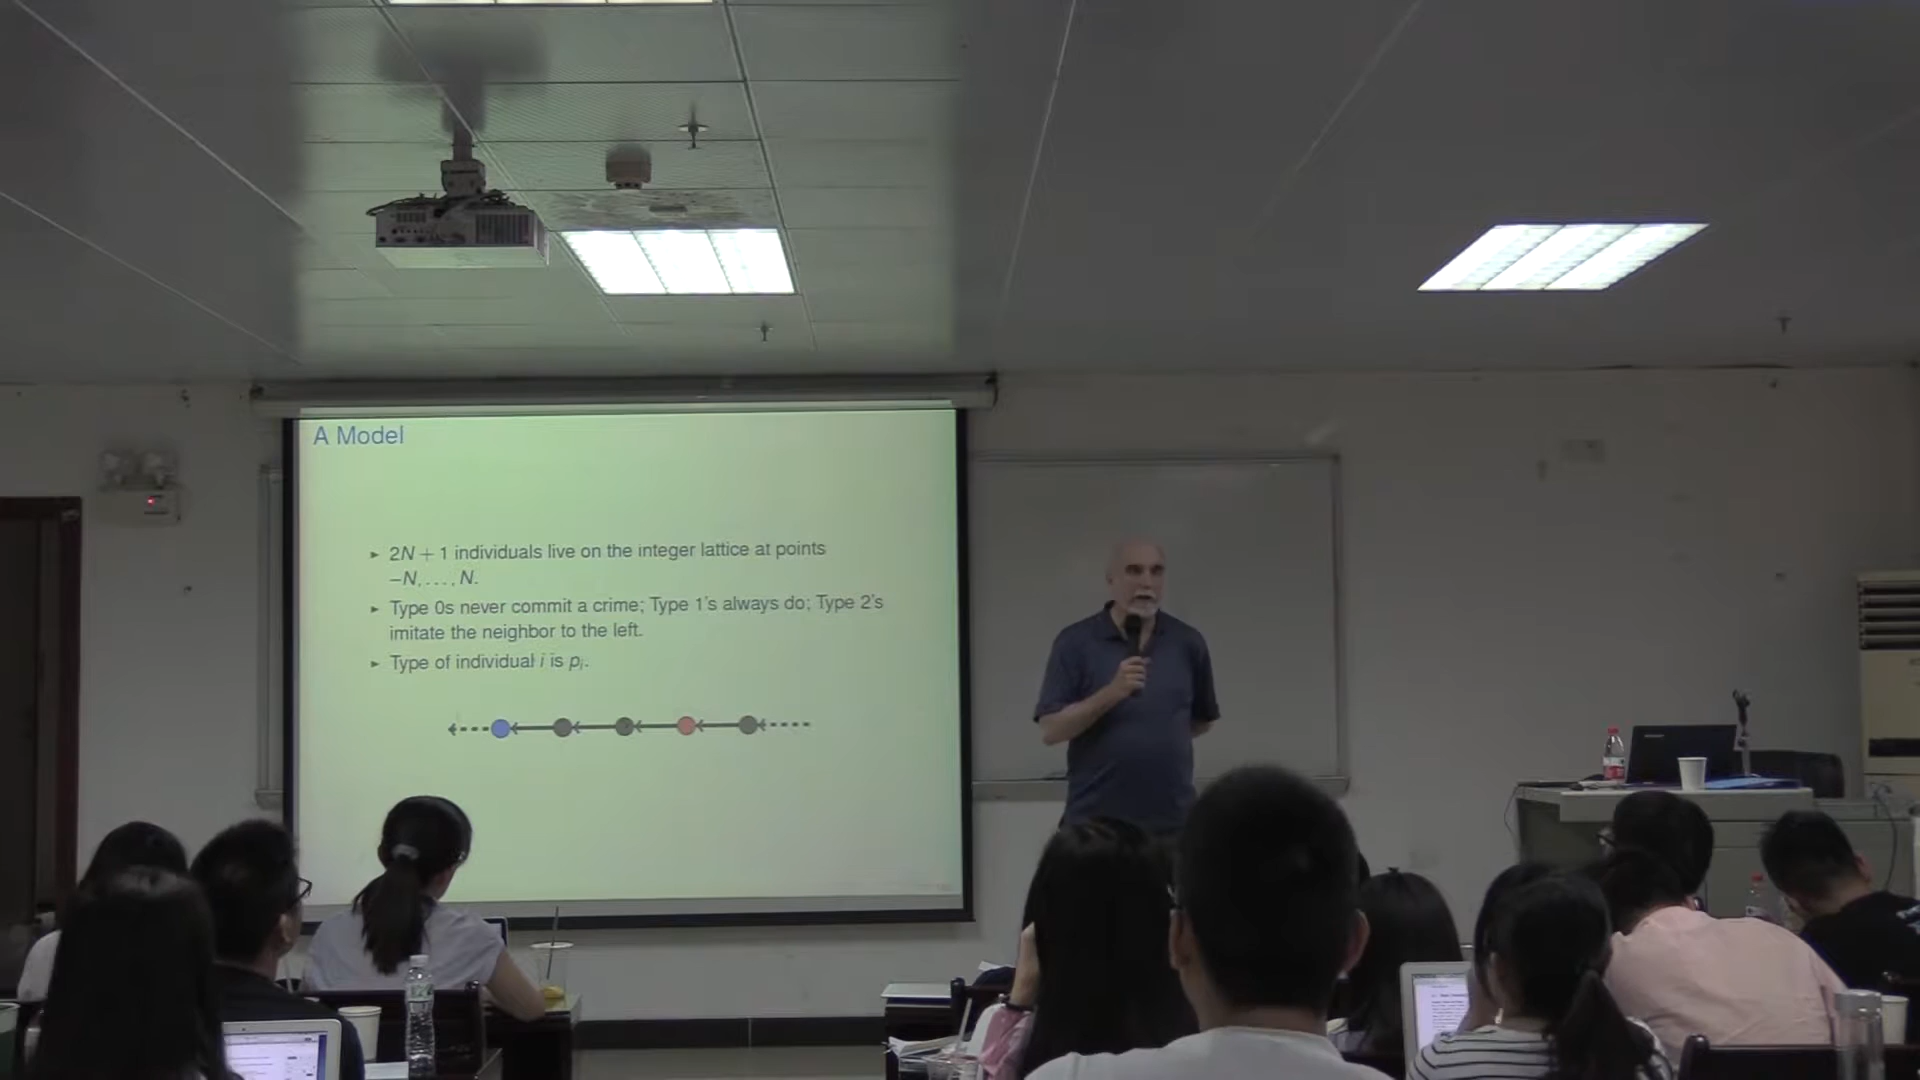 A Model
▸ 2N + 1 individuals live on the integer lattice at points
−N, . . . , N.
▸ Type 0s never commit a crime; Type 1's always do; Type 2's
imitate the neighbor to the left.
▸ Type of individual i is pᵢ.